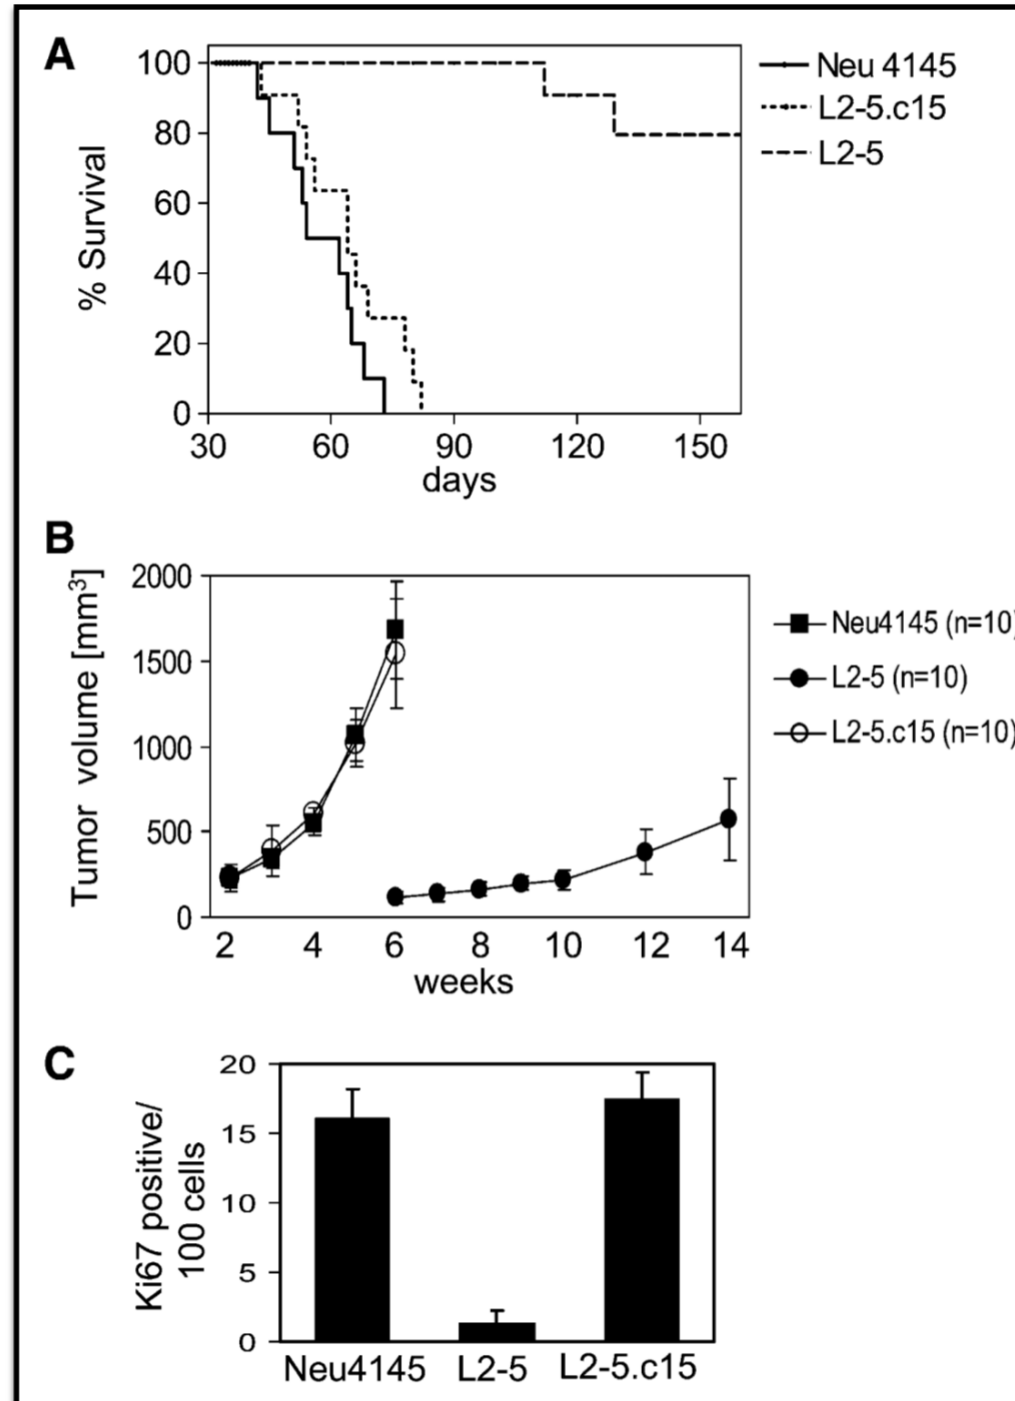 A
100
80
60
40
20
0
% Survival
30 60 90 120 150
days
Neu 4145
L2-5.c15
L2-5
B
2000
1500
1000
500
0
Tumor volume [mm³]
2 4 6 8 10 12 14
weeks
Neu4145 (n=10)
L2-5 (n=10)
L2-5.c15 (n=10)
C
20
15
10
5
0
Ki67 positive/
100 cells
Neu4145 L2-5 L2-5.c15